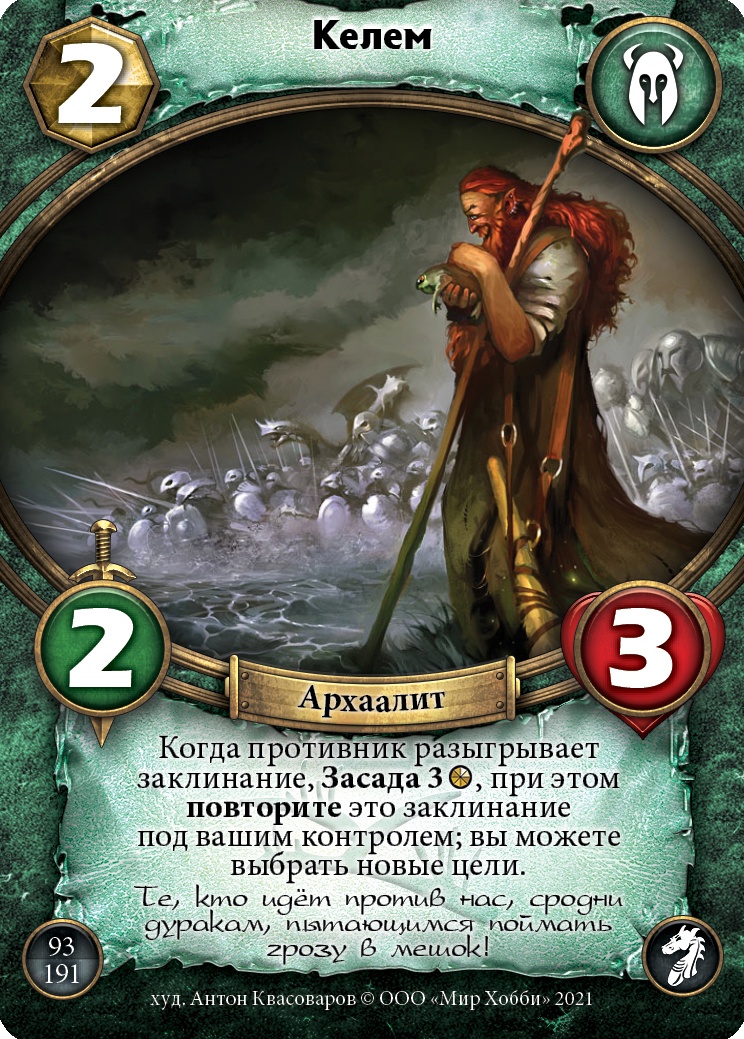 Келем
2
2
3
Архаалит
Когда противник разыгрывает
заклинание, Засада 3, при этом
повторите это заклинание
под вашим контролем; вы можете
выбрать новые цели.
Те, кто идёт против нас, сродни
дуракам, пытающимся поймать
грозу в мешок!
93
191
худ. Антон Квасоваров © ООО «Мир Хобби» 2021